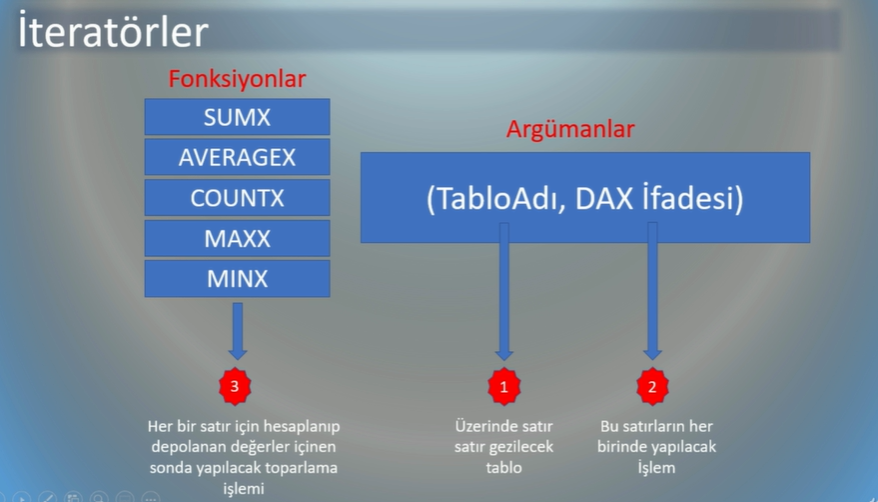 İteratörler
Fonksiyonlar
SUMX
AVERAGEX
COUNTX
MAXX
MINX
Argümanlar
(TabloAdı, DAX İfadesi)
3
Her bir satır için hesaplanıp
depolanan değerler içinen
sonda yapılacak toparlama
işlemi
1
Üzerinde satır
satır gezilecek
tablo
2
Bu satırların her
birinde yapılacak
İşlem